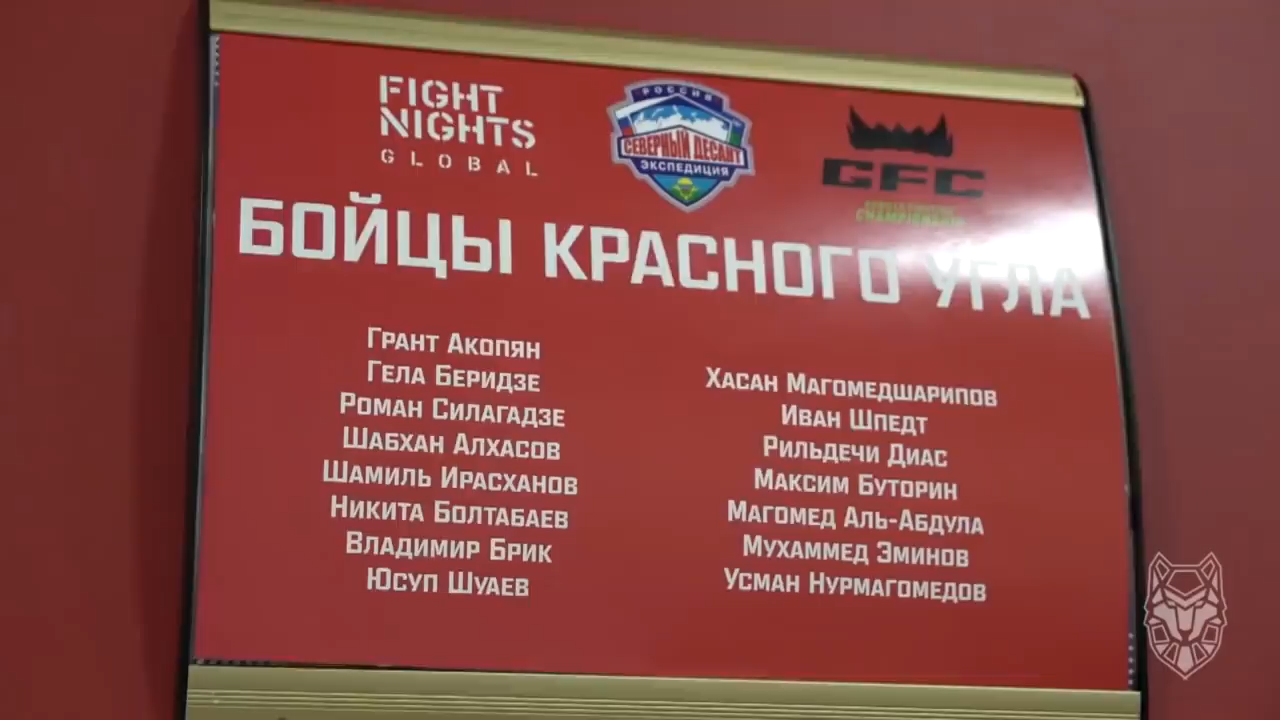 FIGHT
NIGHTS
GLOBAL
РОССИЯ
СЕВЕРНЫЙ ДЕСАНТ
ЭКСПЕДИЦИЯ
GFC
CHAMPIONSHIP
БОЙЦЫ КРАСНОГО УГЛА
Грант Акопян
Гела Беридзе
Роман Силагадзе
Шабхан Алхасов
Шамиль Ирасханов
Никита Болтабаев
Владимир Брик
Юсуп Шуаев
Хасан Магомедшарипов
Иван Шпедт
Рильдечи Диас
Максим Буторин
Магомед Аль-Абдула
Мухаммед Эминов
Усман Нурмагомедов